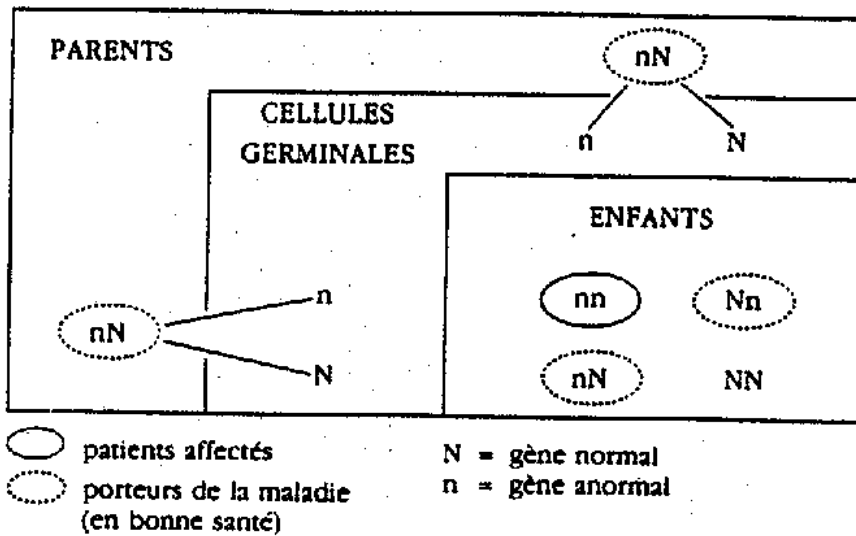 PARENTS
nN
CELLULES
GERMINALES
n N
ENFANTS
nn Nn
n
nN
N
nN NN
patients affectés
porteurs de la maladie
(en bonne santé)
N = gène normal
n = gène anormal